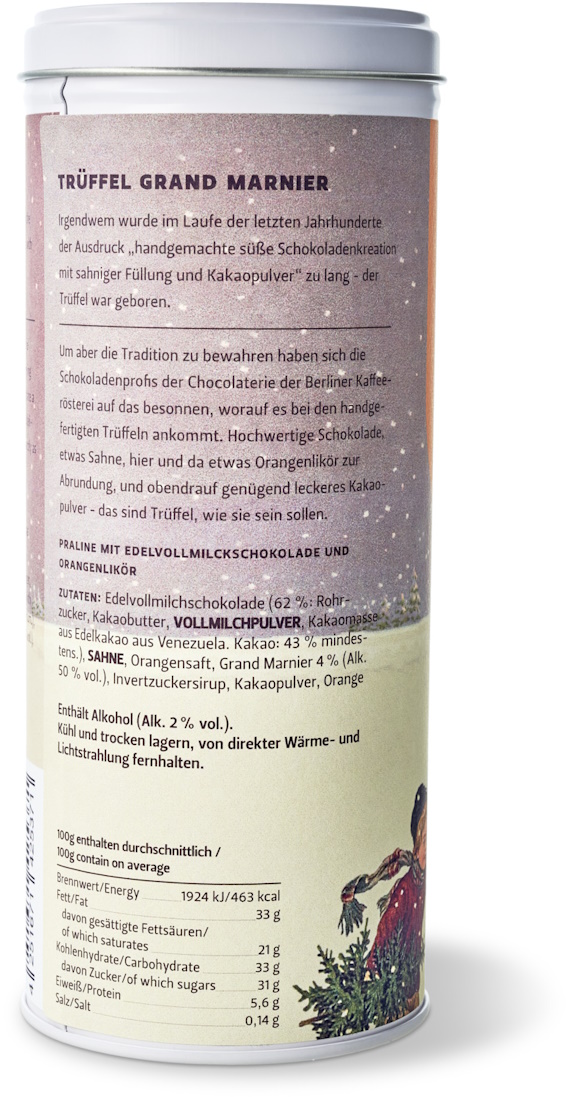 TRÜFFEL GRAND MARNIER
Irgendwem wurde im Laufe der letzten Jahrhunderte
der Ausdruck „handgemachte süße Schokoladenkreation
mit sahniger Füllung und Kakaopulver“ zu lang - der
Trüffel war geboren.
Um aber die Tradition zu bewahren haben sich die
Schokoladenprofis der Chocolaterie der Berliner Kaffee-
rösterei auf das besonnen, worauf es bei den handge-
fertigten Trüffeln ankommt. Hochwertige Schokolade,
etwas Sahne, hier und da etwas Orangenlikör zur
Abrundung, und obendrauf genügend leckeres Kakao-
pulver - das sind Trüffel, wie sie sein sollen.
PRALINE MIT EDELVOLLMILCKSCHOKOLADE UND
ORANGENLIKÖR
ZUTATEN: Edelvollmilchschokolade (62 %: Rohr-
zucker, Kakaobutter, VOLLMILCHPULVER, Kakaomasse
aus Edelkakao aus Venezuela. Kakao: 43 % mindes-
tens.), SAHNE, Orangensaft, Grand Marnier 4 % (Alk.
50 % vol.), Invertzuckersirup, Kakaopulver, Orange
Enthält Alkohol (Alk. 2 % vol.).
Kühl und trocken lagern, von direkter Wärme- und
Lichtstrahlung fernhalten.
100g enthalten durchschnittlich /
100g contain on average
Brennwert/Energy 1924 kJ/463 kcal
Fett/Fat 33 g
davon gesättigte Fettsäuren/
of which saturates 21 g
Kohlenhydrate/Carbohydrate 33 g
davon Zucker/of which sugars 31 g
Eiweiß/Protein 5,6 g
Salz/Salt 0,14 g